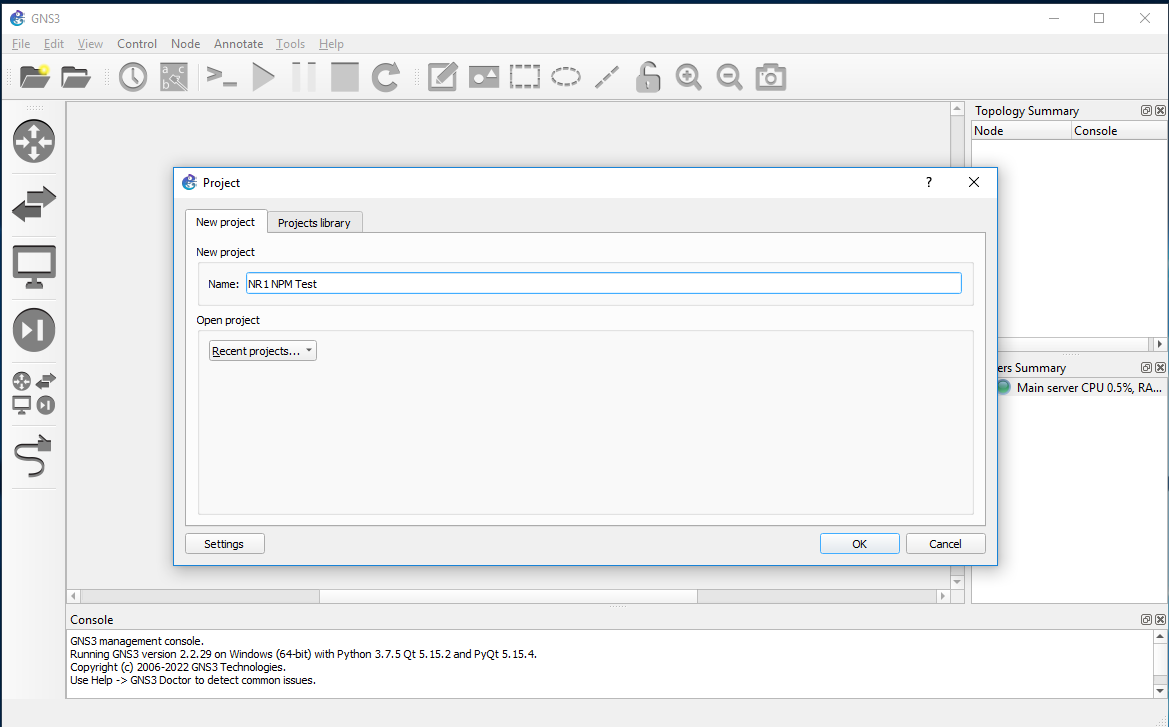 GNS3
File Edit View Control Node Annotate Tools Help
Topology Summary
Node Console
Project
New project Projects library
New project
Name: NR1 NPM Test
Open project
Recent projects...
Settings OK Cancel
ers Summary
Main server CPU 0.5%, RA...
Console
GNS3 management console.
Running GNS3 version 2.2.29 on Windows (64-bit) with Python 3.7.5 Qt 5.15.2 and PyQt 5.15.4.
Copyright (c) 2006-2022 GNS3 Technologies.
Use Help -> GNS3 Doctor to detect common issues.